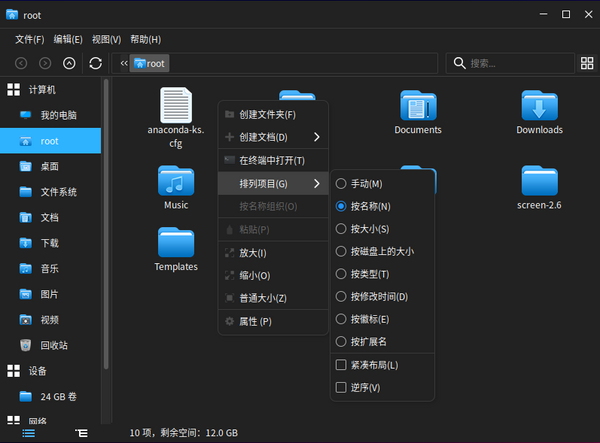 root
文件(F) 编辑(E) 视图(V) 帮助(H)
root
搜索...
计算机
我的电脑
root
桌面
文件系统
文档
下载
音乐
图片
视频
回收站
设备
24 GB 卷
网络
anaconda-ks.
cfg
Documents
Downloads
Music
screen-2.6
Templates
创建文件夹(F)
创建文档(D)
在终端中打开(T)
排列项目(G)
按名称组织(O)
粘贴(P)
放大(I)
缩小(O)
普通大小(Z)
属性 (P)
手动(M)
按名称(N)
按大小(S)
按磁盘上的大小
按类型(T)
按修改时间(D)
按徽标(E)
按扩展名
紧凑布局(L)
逆序(V)
10 项，剩余空间：12.0 GB